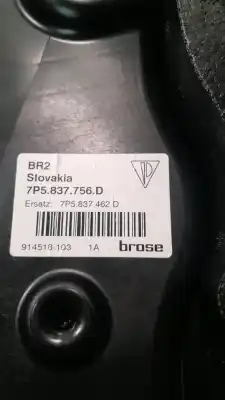 BR2
Slovakia
7P5.837.756.D
Ersatz: 7P5.837.462 D
914518-103 1A brose